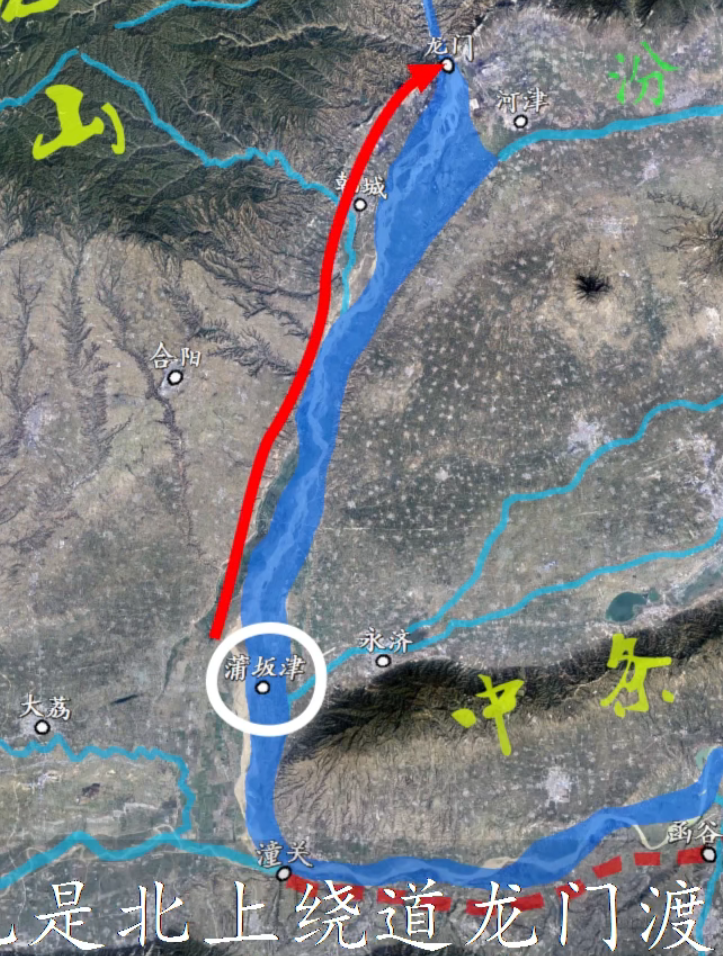 龙门
河津
汾
山
韩城
合阳
永济
蒲坂津
条
中
大荔
潼关
函谷
是北上绕道龙门渡